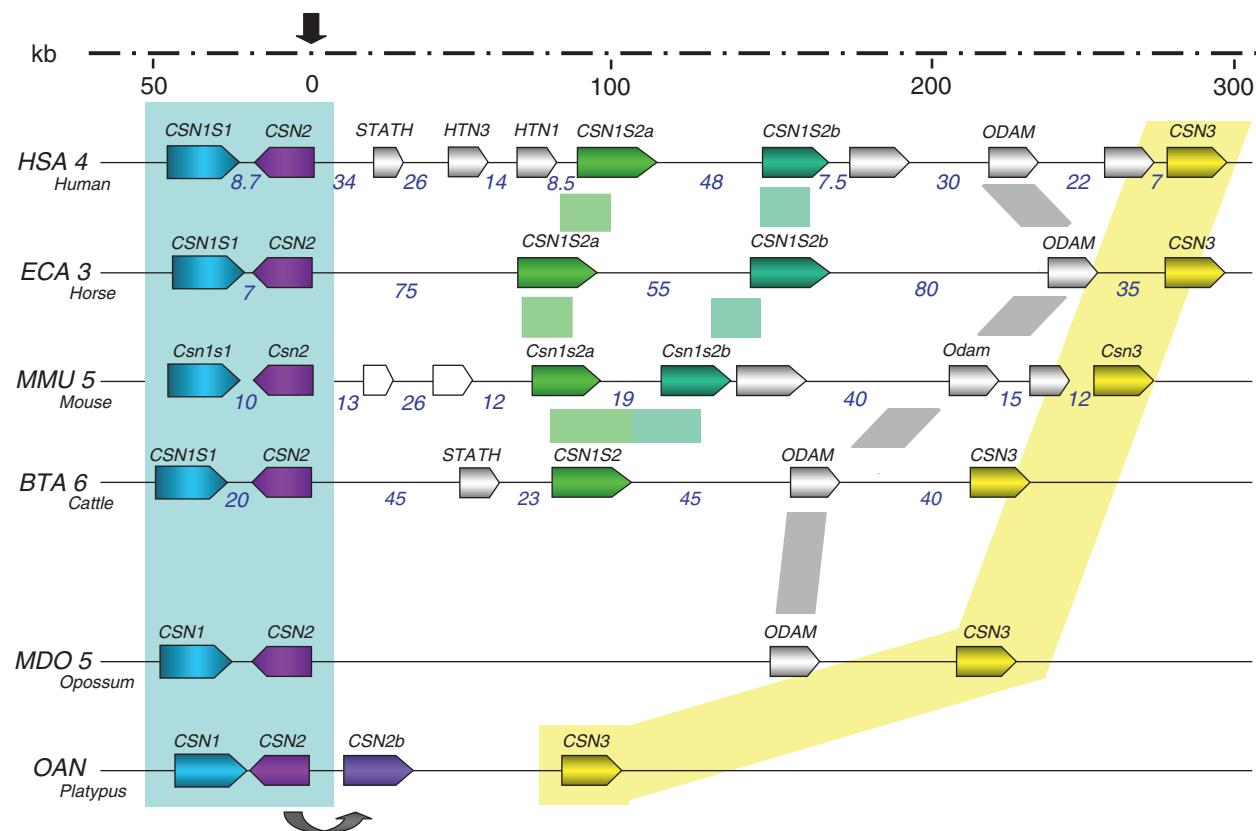 kb
50 0 100 200 300
CSN1S1 CSN2 STATH HTN3 HTN1 CSN1S2a CSN1S2b ODAM CSN3
HSA 4
Human
8.7 34 26 14 8.5 48 7.5 30 22 7
CSN1S1 CSN2 CSN1S2a CSN1S2b ODAM CSN3
ECA 3
Horse
7 75 55 80 35
Csn1s1 Csn2 Csn1s2a Csn1s2b Odam Csn3
MMU 5
Mouse
10 13 26 12 19 40 15 12
CSN1S1 CSN2 STATH CSN1S2 ODAM CSN3
BTA 6
Cattle
20 45 23 45 40
CSN1 CSN2 ODAM CSN3
MDO 5
Opossum
CSN1 CSN2 CSN2b CSN3
OAN
Platypus